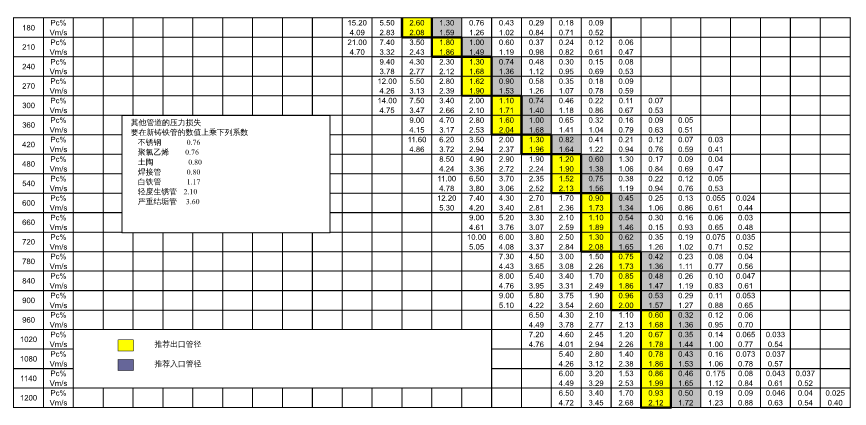 180 Pc% 15.20 5.50 2.60 1.30 0.76 0.43 0.29 0.18 0.09
Vm/s 4.09 2.83 2.08 1.59 1.26 1.02 0.84 0.71 0.52
210 Pc% 21.00 7.40 3.50 1.80 1.00 0.60 0.37 0.24 0.12 0.06
Vm/s 4.70 3.32 2.43 1.86 1.49 1.19 0.98 0.82 0.61 0.47
240 Pc% 9.40 4.30 2.30 1.30 0.74 0.48 0.30 0.15 0.08
Vm/s 3.78 2.77 2.12 1.68 1.36 1.12 0.95 0.69 0.53
270 Pc% 12.00 5.50 2.80 1.62 0.90 0.58 0.35 0.18 0.09
Vm/s 4.26 3.13 2.39 1.90 1.53 1.26 1.07 0.78 0.59
300 Pc% 14.00 7.50 3.40 2.00 1.10 0.74 0.46 0.22 0.11 0.07
Vm/s 4.75 3.47 2.66 2.10 1.71 1.40 1.18 0.86 0.67 0.53
360 Pc% 9.00 4.70 2.80 1.60 1.00 0.65 0.32 0.16 0.09 0.05
Vm/s 4.15 3.17 2.53 2.04 1.68 1.41 1.04 0.79 0.63 0.51
420 Pc% 11.60 6.20 3.50 2.00 1.30 0.82 0.41 0.21 0.12 0.07 0.03
Vm/s 4.86 3.72 2.94 2.37 1.96 1.64 1.22 0.94 0.76 0.59 0.41
480 Pc% 8.50 4.90 2.90 1.90 1.20 0.60 1.30 0.17 0.09 0.04
Vm/s 4.24 3.36 2.72 2.24 1.90 1.38 1.06 0.84 0.69 0.47
540 Pc% 11.00 6.50 3.70 2.35 1.52 0.75 0.38 0.22 0.12 0.05
Vm/s 4.78 3.80 3.06 2.52 2.13 1.56 1.19 0.94 0.76 0.53
600 Pc% 12.20 7.40 4.30 2.70 1.70 0.90 0.45 0.25 0.13 0.055 0.024
Vm/s 5.30 4.20 3.40 2.81 2.36 1.73 1.34 1.06 0.86 0.61 0.44
660 Pc% 9.00 5.20 3.30 2.10 1.10 0.54 0.30 0.16 0.06 0.03
Vm/s 4.61 3.76 3.07 2.59 1.89 1.46 0.15 0.93 0.65 0.48
720 Pc% 10.00 6.00 3.80 2.50 1.30 0.62 0.35 0.19 0.075 0.035
Vm/s 5.05 4.08 3.37 2.84 2.08 1.65 1.26 1.02 0.71 0.52
780 Pc% 7.30 4.50 3.00 1.50 0.75 0.42 0.23 0.08 0.04
Vm/s 4.43 3.65 3.08 2.26 1.73 1.36 1.11 0.77 0.56
840 Pc% 8.00 5.40 3.40 1.70 0.85 0.48 0.26 0.10 0.047
Vm/s 4.76 3.95 3.31 2.49 1.86 1.47 1.19 0.83 0.61
900 Pc% 9.00 5.80 3.75 1.90 0.96 0.53 0.29 0.11 0.053
Vm/s 5.10 4.22 3.54 2.60 2.00 1.57 1.27 0.88 0.65
960 Pc% 6.50 4.30 2.10 1.10 0.60 0.32 0.12 0.06
Vm/s 4.49 3.78 2.77 2.13 1.68 1.36 0.95 0.70
1020 Pc% 7.20 4.60 2.45 1.20 0.67 0.35 0.14 0.065 0.033
Vm/s 4.76 4.01 2.94 2.26 1.78 1.44 1.00 0.77 0.54
1080 Pc% 5.40 2.80 1.40 0.78 0.43 0.16 0.073 0.037
Vm/s 4.26 3.12 2.38 1.86 1.53 1.06 0.78 0.57
1140 Pc% 6.00 3.20 1.53 0.86 0.46 0.175 0.08 0.043 0.037
Vm/s 4.49 3.29 2.53 1.99 1.65 1.12 0.84 0.61 0.52
1200 Pc% 6.50 3.40 1.70 0.93 0.50 0.19 0.09 0.046 0.04 0.025
Vm/s 4.72 3.45 2.68 2.12 1.72 1.23 0.88 0.63 0.54 0.40
其他管道的压力损失
要在新铸铁管的数值上乘下列系数
不锈钢 0.76
聚氯乙烯 0.76
土陶 0.80
焊接管 0.80
白铁管 1.17
轻度生锈管 2.10
严重结垢管 3.60
推荐出口管径
推荐入口管径